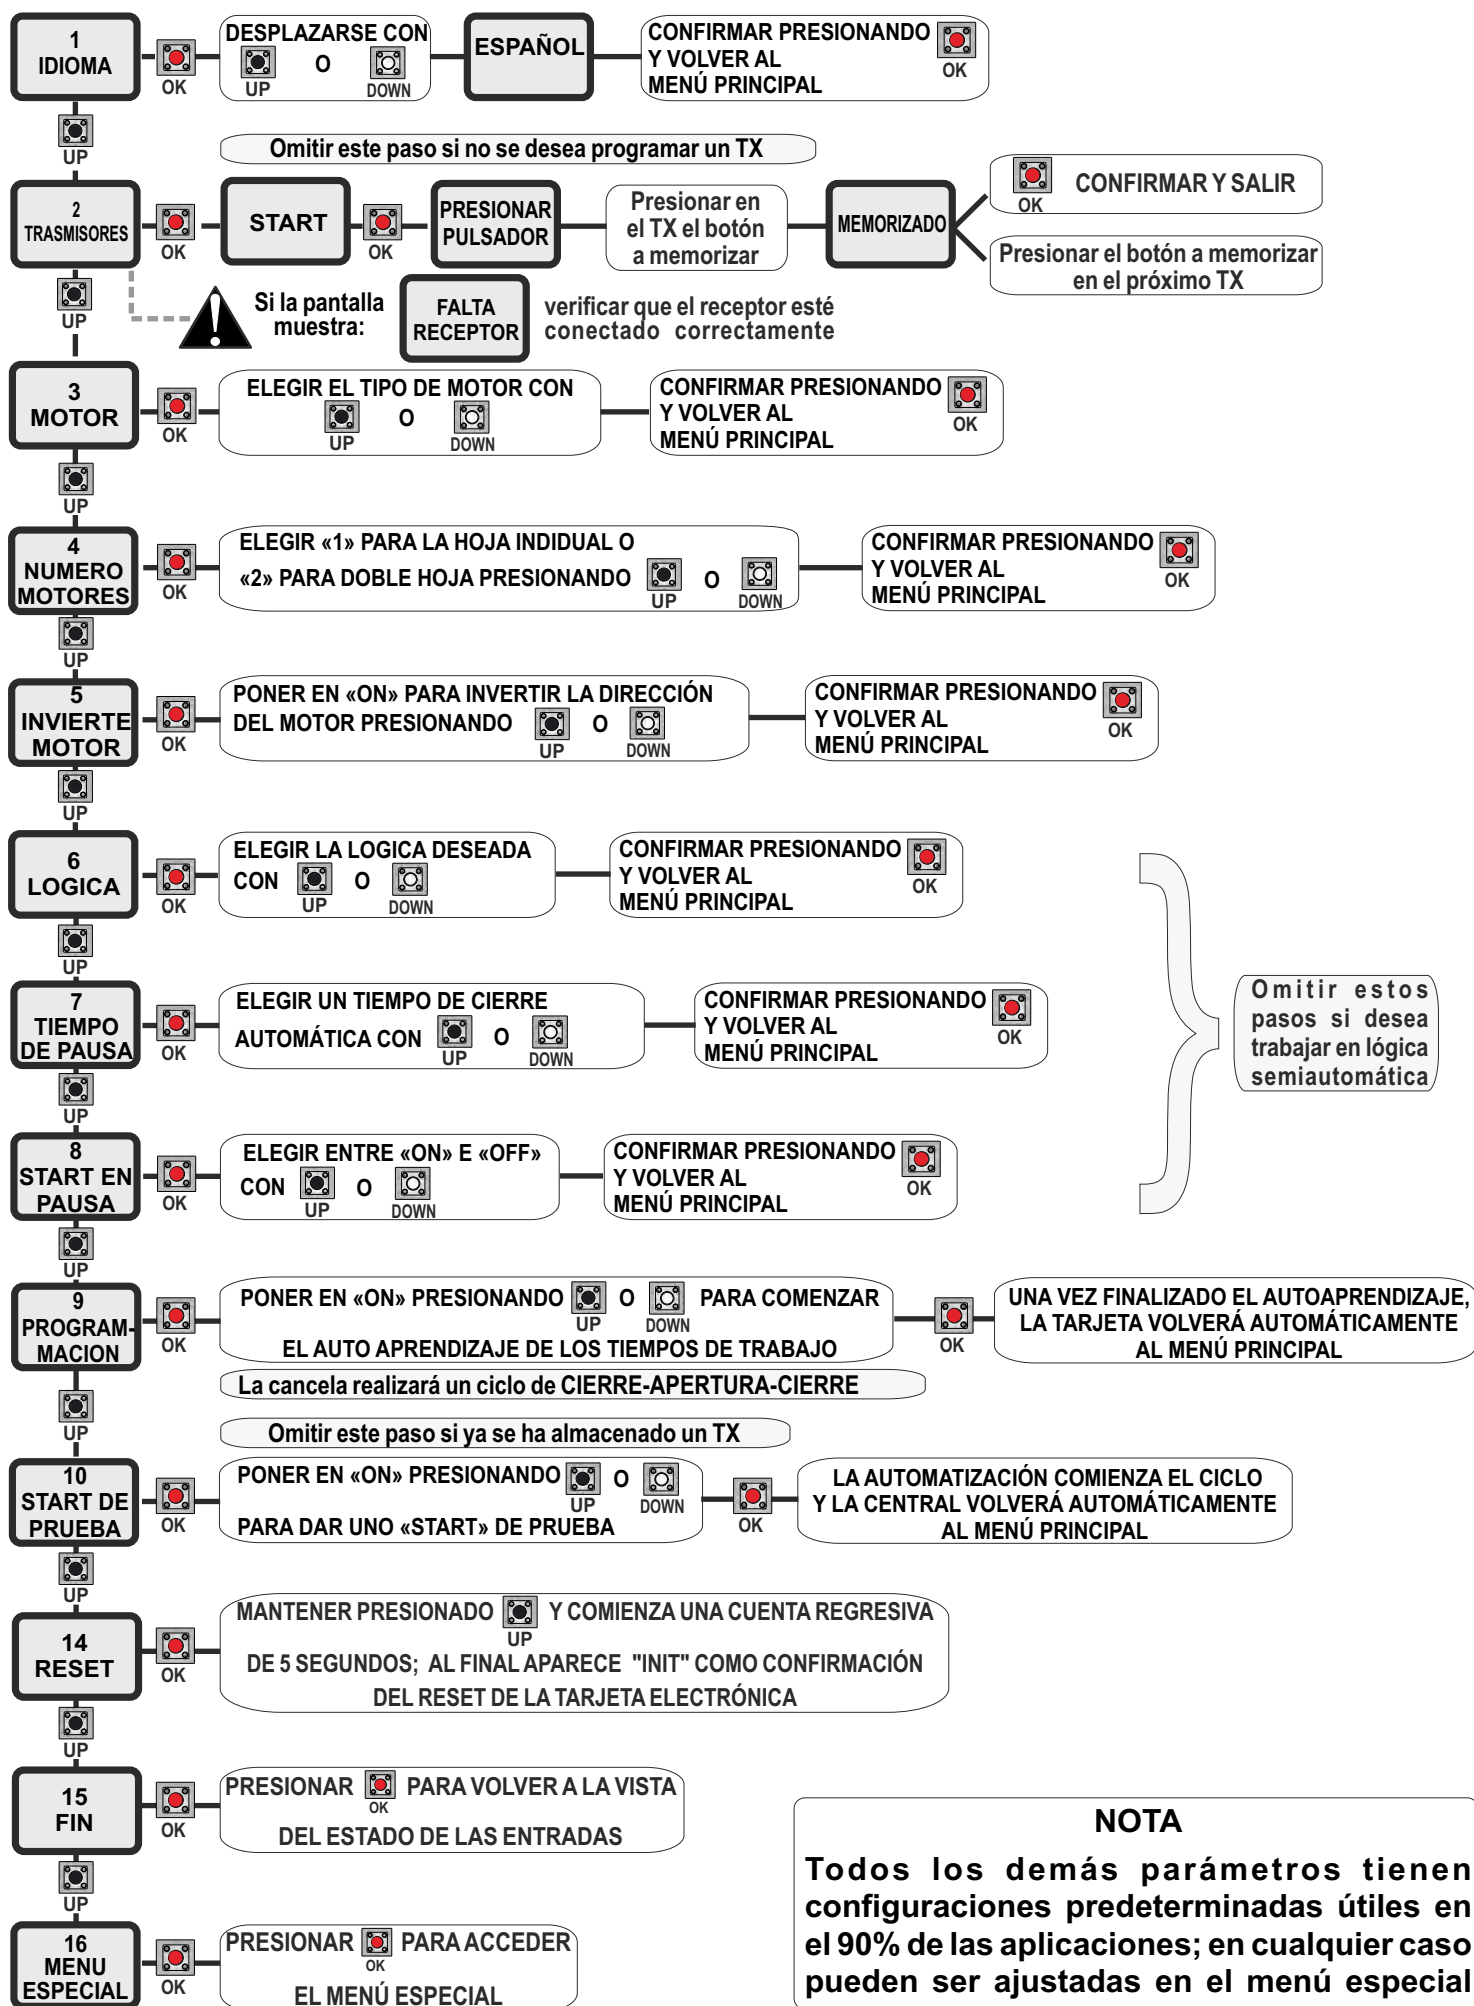 1
IDIOMA
OK
DESPLAZARSE CON
UP
O
DOWN
ESPAÑOL
CONFIRMAR PRESIONANDO
Y VOLVER AL
MENÚ PRINCIPAL
OK
UP
Omitir este paso si no se desea programar un TX
2
TRASMISORES
OK
START
OK
PRESIONAR
PULSADOR
Presionar en
el TX el botón
a memorizar
MEMORIZADO
OK
CONFIRMAR Y SALIR
Presionar el botón a memorizar
en el próximo TX
UP
Si la pantalla
muestra:
FALTA
RECEPTOR
verificar que el receptor esté
conectado correctamente
3
MOTOR
OK
ELEGIR EL TIPO DE MOTOR CON
UP
O
DOWN
CONFIRMAR PRESIONANDO
Y VOLVER AL
MENÚ PRINCIPAL
OK
UP
4
NUMERO
MOTORES
OK
ELEGIR «1» PARA LA HOJA INDIDUAL O
«2» PARA DOBLE HOJA PRESIONANDO
UP
O
DOWN
CONFIRMAR PRESIONANDO
Y VOLVER AL
MENÚ PRINCIPAL
OK
UP
5
INVIERTE
MOTOR
OK
PONER EN «ON» PARA INVERTIR LA DIRECCIÓN
DEL MOTOR PRESIONANDO
UP
O
DOWN
CONFIRMAR PRESIONANDO
Y VOLVER AL
MENÚ PRINCIPAL
OK
UP
6
LOGICA
OK
ELEGIR LA LOGICA DESEADA
CON
UP
O
DOWN
CONFIRMAR PRESIONANDO
Y VOLVER AL
MENÚ PRINCIPAL
OK
UP
7
TIEMPO
DE PAUSA
OK
ELEGIR UN TIEMPO DE CIERRE
AUTOMÁTICA CON
UP
O
DOWN
CONFIRMAR PRESIONANDO
Y VOLVER AL
MENÚ PRINCIPAL
OK
Omitir estos
pasos si desea
trabajar en lógica
semiautomática
UP
8
START EN
PAUSA
OK
ELEGIR ENTRE «ON» E «OFF»
CON
UP
O
DOWN
CONFIRMAR PRESIONANDO
Y VOLVER AL
MENÚ PRINCIPAL
OK
UP
9
PROGRAM-
MACION
OK
PONER EN «ON» PRESIONANDO
UP
O
DOWN
PARA COMENZAR
EL AUTO APRENDIZAJE DE LOS TIEMPOS DE TRABAJO
OK
UNA VEZ FINALIZADO EL AUTOAPRENDIZAJE,
LA TARJETA VOLVERÁ AUTOMÁTICAMENTE
AL MENÚ PRINCIPAL
La cancela realizará un ciclo de CIERRE-APERTURA-CIERRE
UP
Omitir este paso si ya se ha almacenado un TX
10
START DE
PRUEBA
OK
PONER EN «ON» PRESIONANDO
UP
O
DOWN
PARA DAR UNO «START» DE PRUEBA
OK
LA AUTOMATIZACIÓN COMIENZA EL CICLO
Y LA CENTRAL VOLVERÁ AUTOMÁTICAMENTE
AL MENÚ PRINCIPAL
UP
14
RESET
OK
MANTENER PRESIONADO
UP
Y COMIENZA UNA CUENTA REGRESIVA
DE 5 SEGUNDOS; AL FINAL APARECE "INIT" COMO CONFIRMACIÓN
DEL RESET DE LA TARJETA ELECTRÓNICA
UP
15
FIN
OK
PRESIONAR
OK
PARA VOLVER A LA VISTA
DEL ESTADO DE LAS ENTRADAS
UP
16
MENU
ESPECIAL
OK
PRESIONAR
OK
PARA ACCEDER
EL MENÚ ESPECIAL
NOTA
Todos los demás parámetros tienen
configuraciones predeterminadas útiles en
el 90% de las aplicaciones; en cualquier caso
pueden ser ajustadas en el menú especial